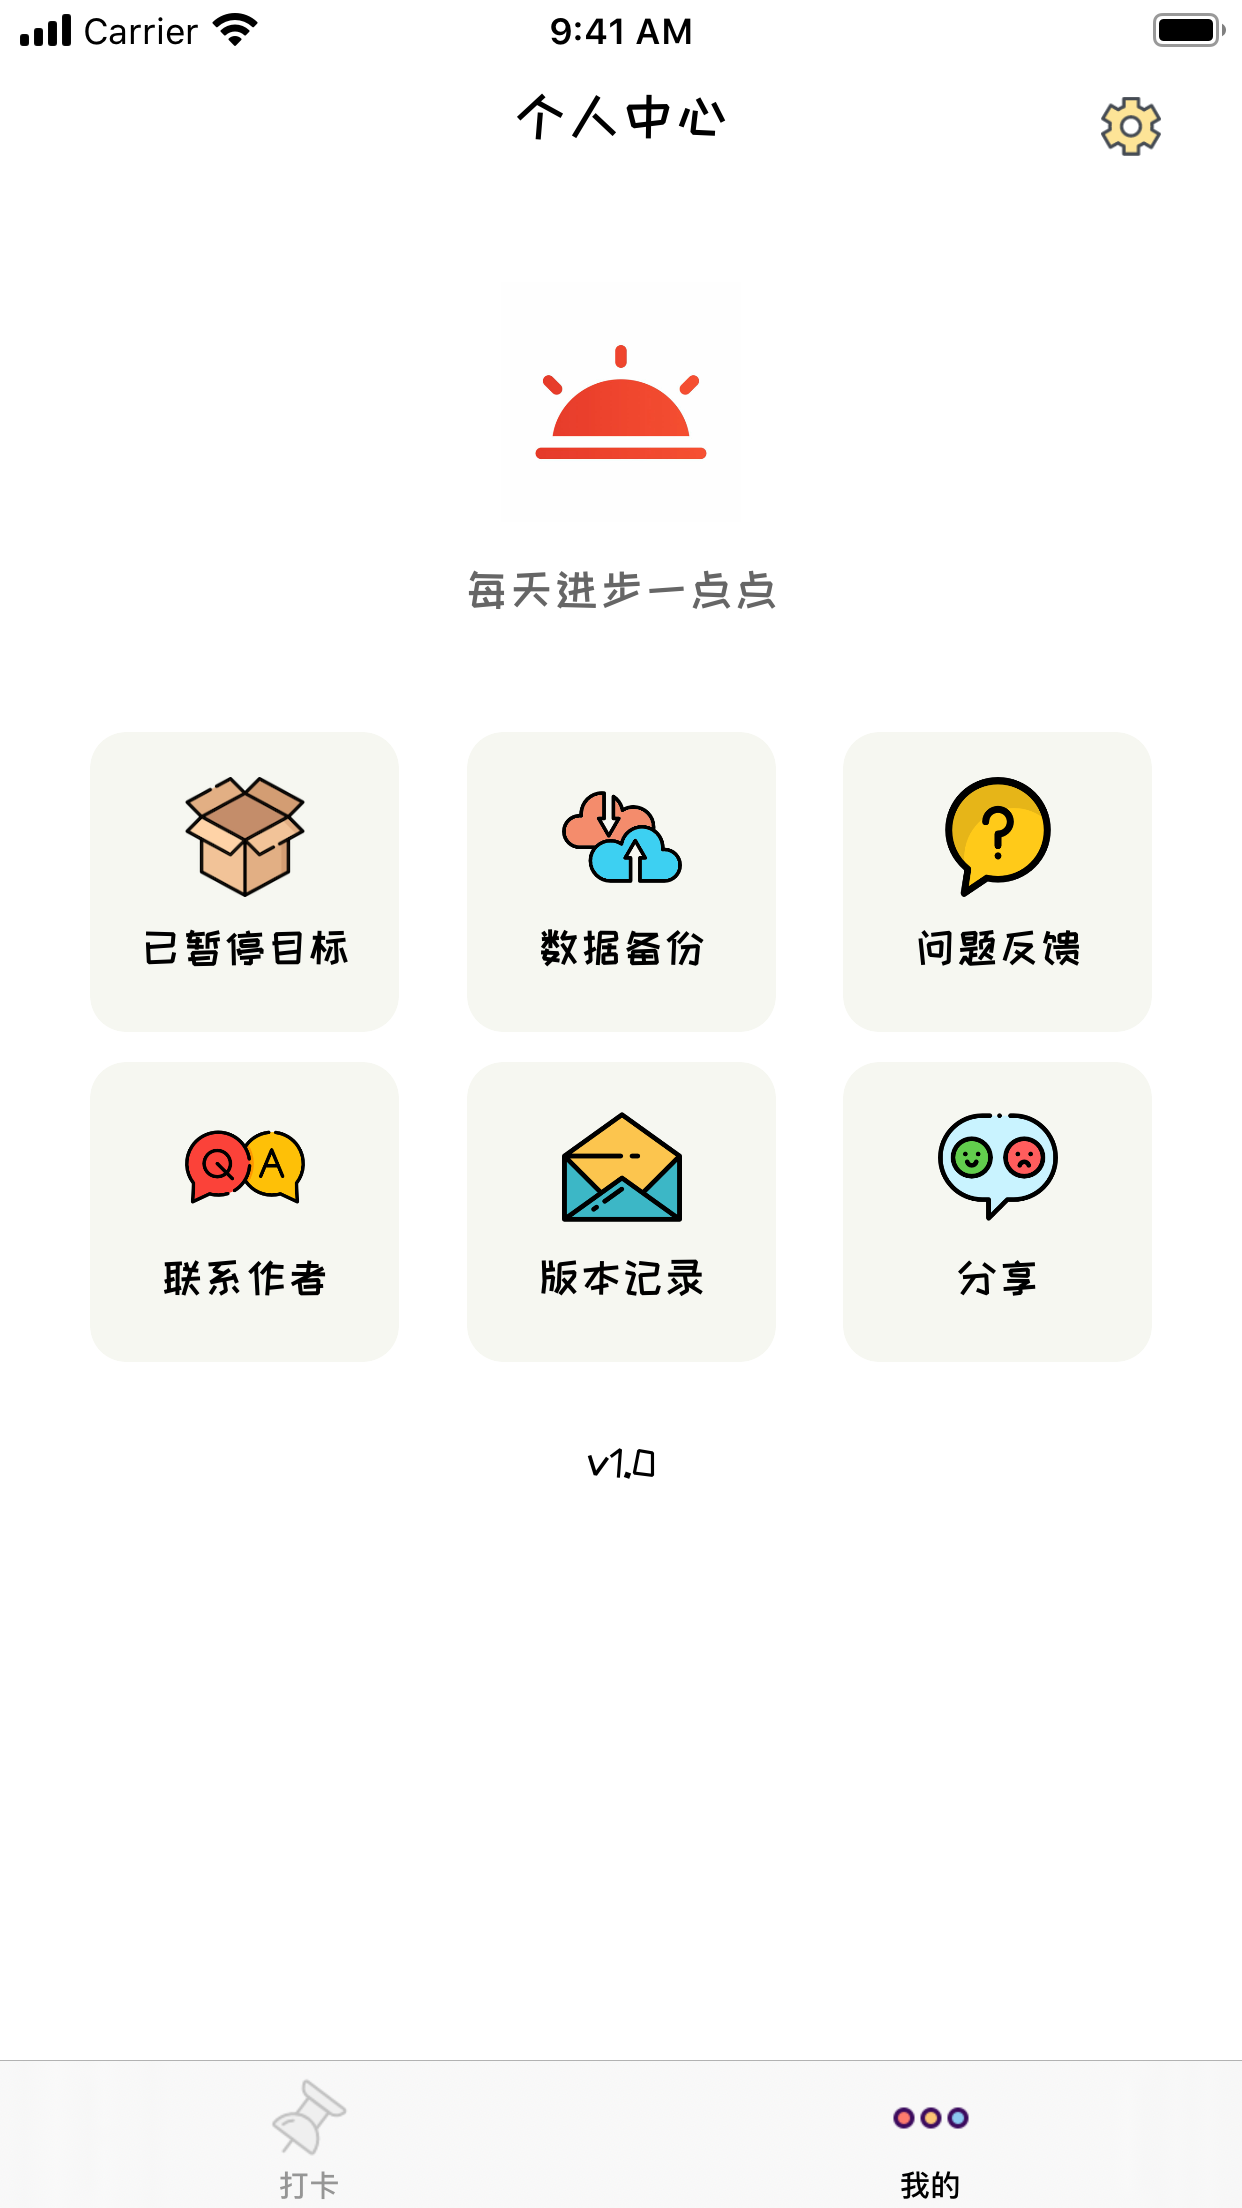 Carrier 9:41 AM
个人中心
每天进步一点点
已暂停目标 数据备份 问题反馈
Q A
联系作者 版本记录 分享
v1.0
打卡 我的